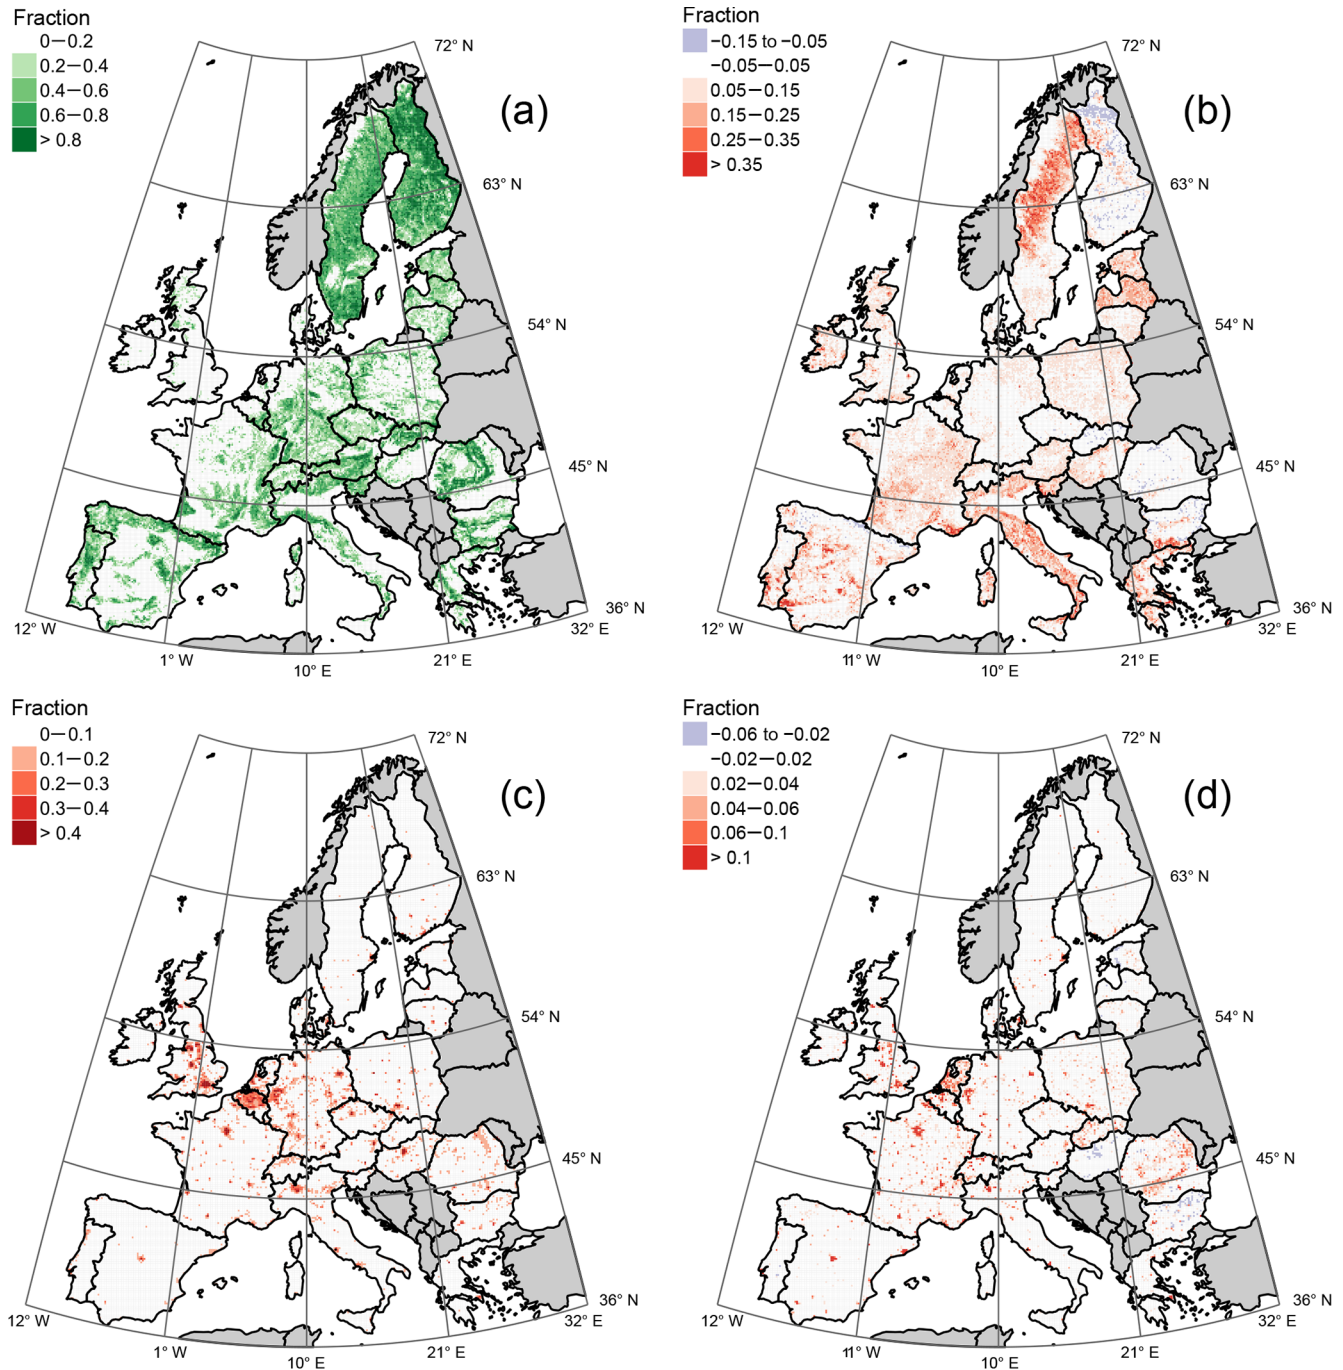 Fraction
0–0.2
0.2–0.4
0.4–0.6
0.6–0.8
> 0.8
(a)
72° N
63° N
54° N
45° N
36° N
12° W
1° W
10° E
21° E
32° E
Fraction
−0.15 to −0.05
−0.05–0.05
0.05–0.15
0.15–0.25
0.25–0.35
> 0.35
(b)
72° N
63° N
54° N
45° N
36° N
12° W
11° W
10° E
21° E
32° E
Fraction
0–0.1
0.1–0.2
0.2–0.3
0.3–0.4
> 0.4
(c)
72° N
63° N
54° N
45° N
36° N
12° W
1° W
10° E
21° E
32° E
Fraction
−0.06 to −0.02
−0.02–0.02
0.02–0.04
0.04–0.06
0.06–0.1
> 0.1
(d)
72° N
63° N
54° N
45° N
36° N
12° W
11° W
10° E
21° E
32° E